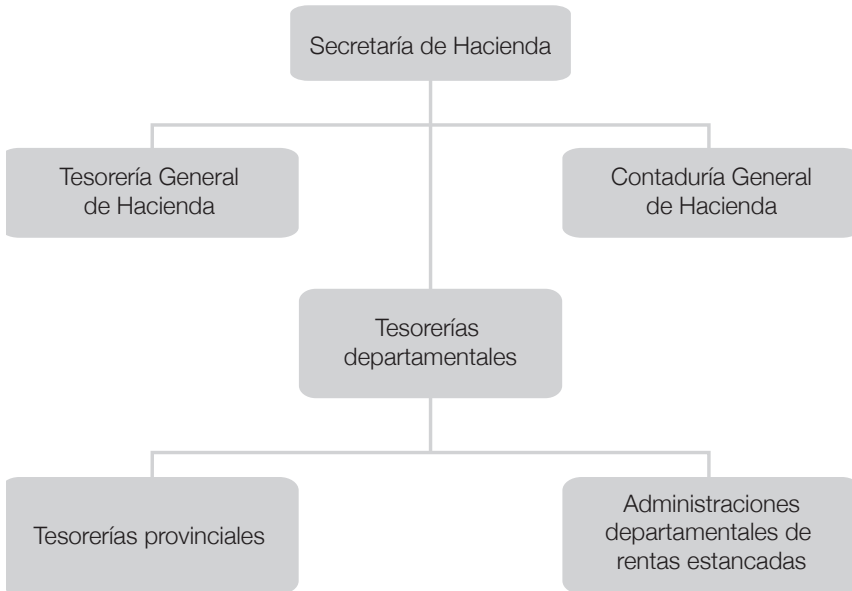 Secretaría de Hacienda
Tesorería General
de Hacienda
Contaduría General
de Hacienda
Tesorerías
departamentales
Tesorerías provinciales
Administraciones
departamentales de
rentas estancadas